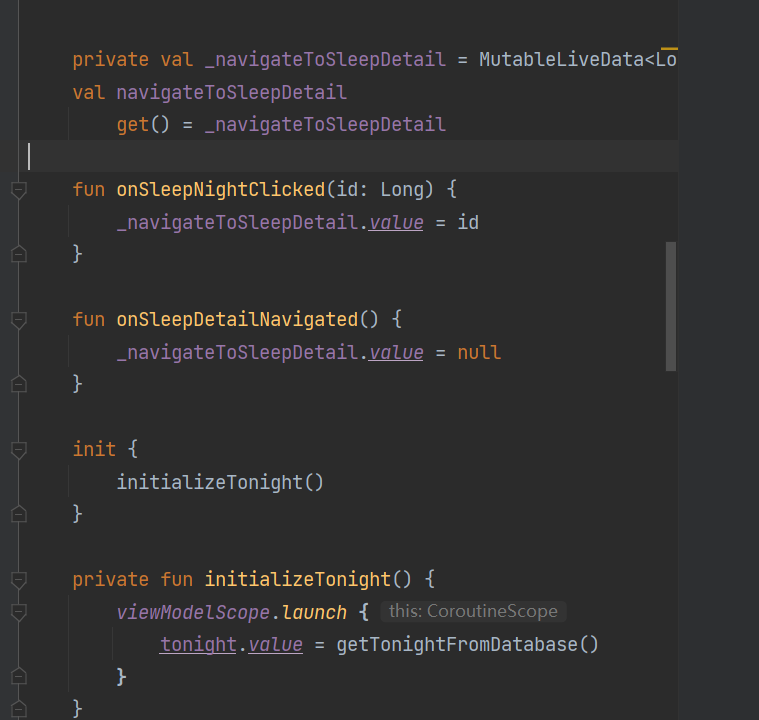 private val _navigateToSleepDetail = MutableLiveData<Lo
val navigateToSleepDetail
get() = _navigateToSleepDetail
fun onSleepNightClicked(id: Long) {
_navigateToSleepDetail.value = id
}
fun onSleepDetailNavigated() {
_navigateToSleepDetail.value = null
}
init {
initializeTonight()
}
private fun initializeTonight() {
viewModelScope.launch { this: CoroutineScope
tonight.value = getTonightFromDatabase()
}
}